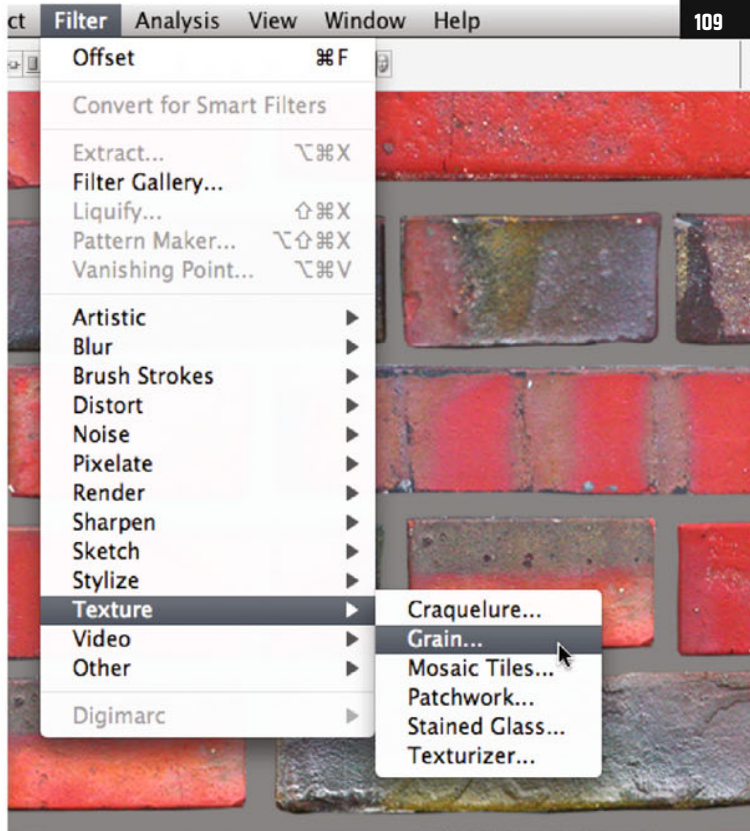 ct Filter Analysis View Window Help 109
Offset ⌘F
Convert for Smart Filters
Extract... ⌥⌘X
Filter Gallery...
Liquify... ⇧⌘X
Pattern Maker... ⌥⇧⌘X
Vanishing Point... ⌥⌘V
Artistic
Blur
Brush Strokes
Distort
Noise
Pixelate
Render
Sharpen
Sketch
Stylize
Texture
Craquelure...
Video
Grain...
Other
Mosaic Tiles...
Patchwork...
Digimarc
Stained Glass...
Texturizer...